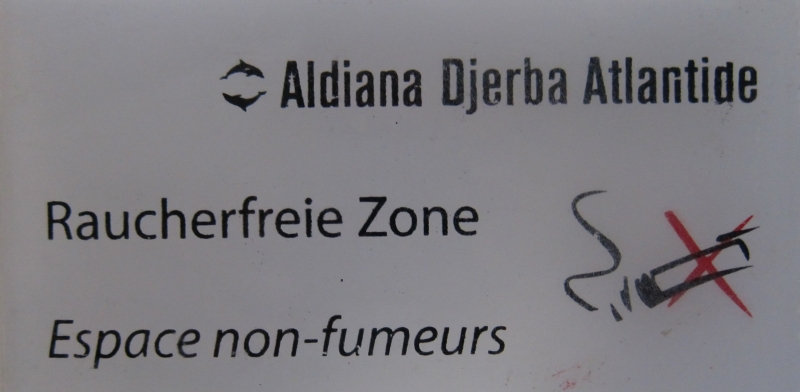 Aldiana Djerba Atlantide
Raucherfreie Zone
Espace non-fumeurs